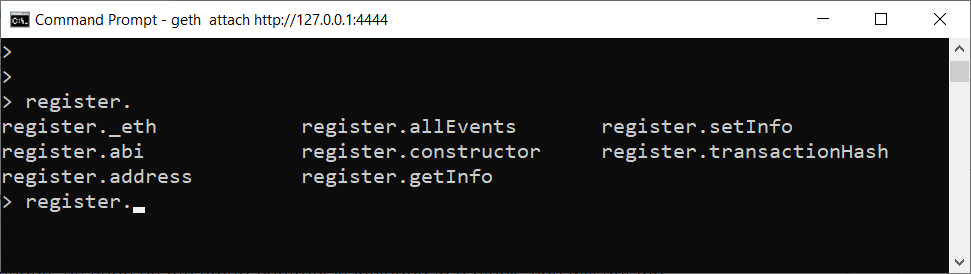 Command Prompt - geth  attach http://127.0.0.1:4444
>
>
> register.
register._eth register.allEvents register.setInfo
register.abi register.constructor register.transactionHash
register.address register.getInfo
> register._